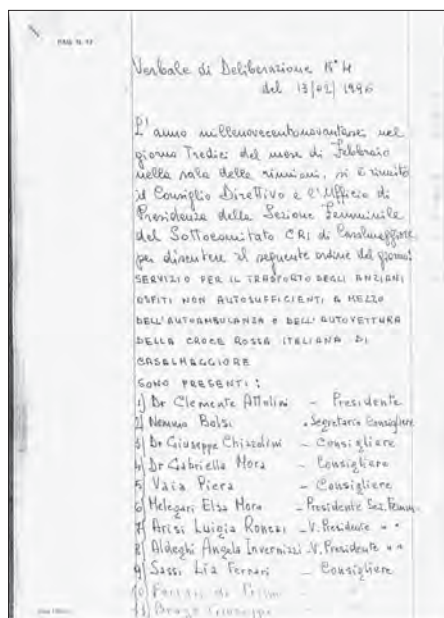 PAG. N. 17
Verbale di Deliberazione N° 4
del 13/02/1996
L'anno millenovecentonovantasei nel
giorno Tredici del mese di Febbraio
nella sala delle riunioni, si è riunito
il Consiglio Direttivo e l'Ufficio di
Presidenza della Sezione Femminile
del Sottocomitato CRI di Casalmaggiore
per discutere il seguente ordine del giorno:
SERVIZIO PER IL TRASPORTO DEGLI ANZIANI
OSPITI NON AUTOSUFFICIENTI A MEZZO
DELL'AUTOAMBULANZA e DELL'AUTOVETTURA
DELLA CROCE ROSSA ITALIANA DI
CASALMAGGIORE
SONO PRESENTI:
1) Dr Clemente Attolini - Presidente
2) Nemma Bolsi - Segretario Consigliere
3) Dr Giuseppe Chiszolini - Consigliere
4) Dr Gabriella Mora - Consigliere
5) Vaia Piera - Consigliere
6) Melegari Elsa Mora - Presidente Sez. Femm.
7) Arisi Luigia Roncai - V. Presidente " "
8) Aldeghi Angela Invernizzi - V. Presidente " "
9) Sassi Lia Ferrari - Consigliere
10)
11)